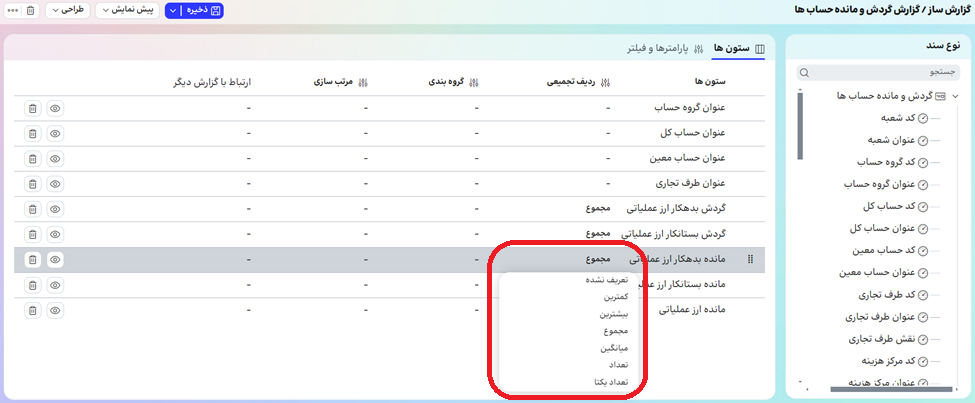 گزارش ساز / گزارش گردش و مانده حساب ها
ذخیره
پیش نمایش
طراحی
نوع سند
جستجو
گردش و مانده حساب ها
کد شعبه
عنوان شعبه
کد گروه حساب
عنوان گروه حساب
کد حساب کل
عنوان حساب کل
کد حساب معین
عنوان حساب معین
کد طرف تجاری
عنوان طرف تجاری
نقش طرف تجاری
کد مرکز هزینه
عنوان مرکز هزینه
ستون ها
پارامترها و فیلتر
ستون ها ردیف تجمیعی گروه بندی مرتب سازی ارتباط با گزارش دیگر
عنوان گروه حساب - - - -
عنوان حساب کل - - - -
عنوان حساب معین - - - -
عنوان طرف تجاری - - - -
گردش بدهکار ارز عملیاتی مجموع - - -
گردش بستانکار ارز عملیاتی مجموع - - -
مانده بدهکار ارز عملیاتی مجموع - - -
مانده بستانکار ارز - - -
مانده ارز عملیاتی - - -
تعریف نشده
کمترین
بیشترین
مجموع
میانگین
تعداد
تعداد یکتا